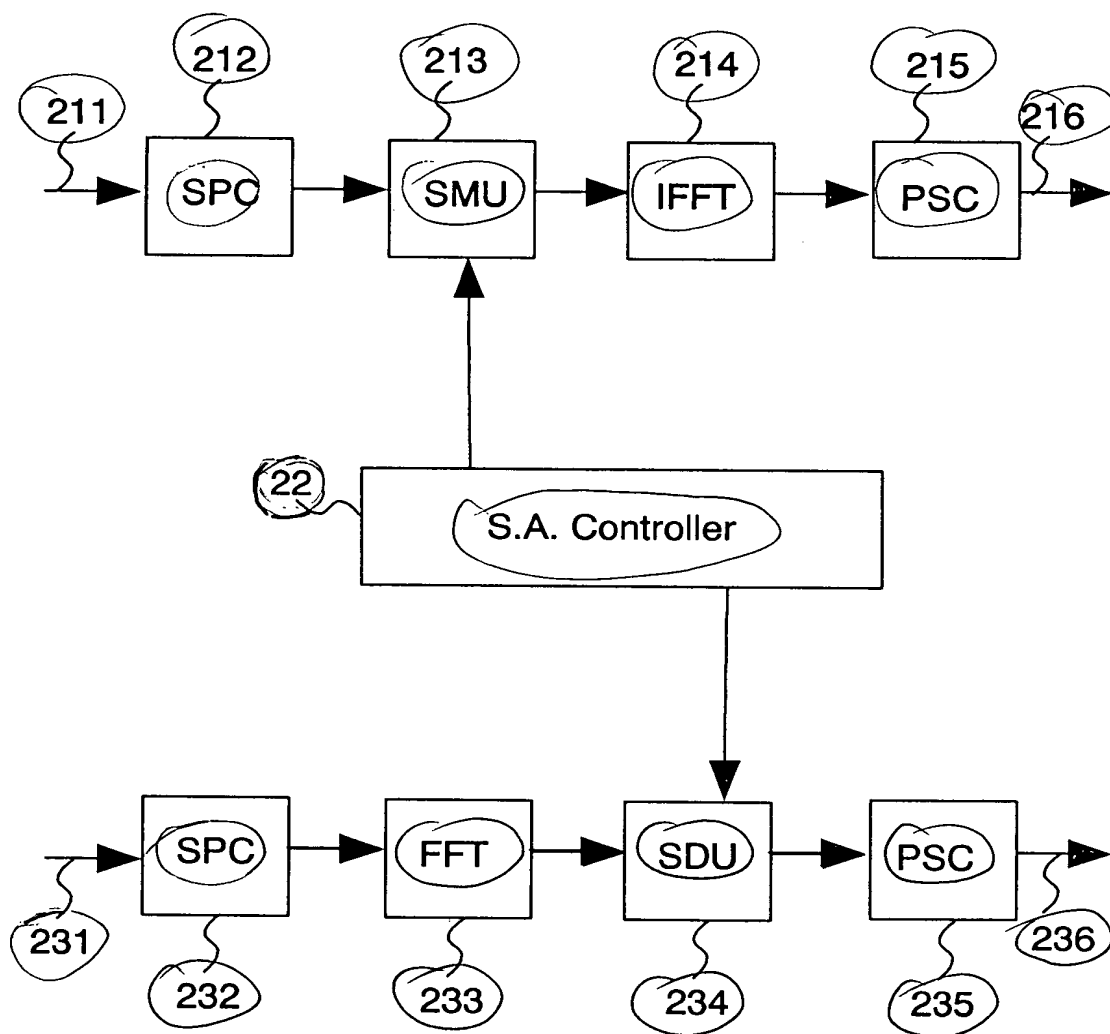 211 212 213 214 215 216
SPC SMU IFFT PSC
22 S.A. Controller
SPC FFT SDU PSC
231 232 233 234 235 236